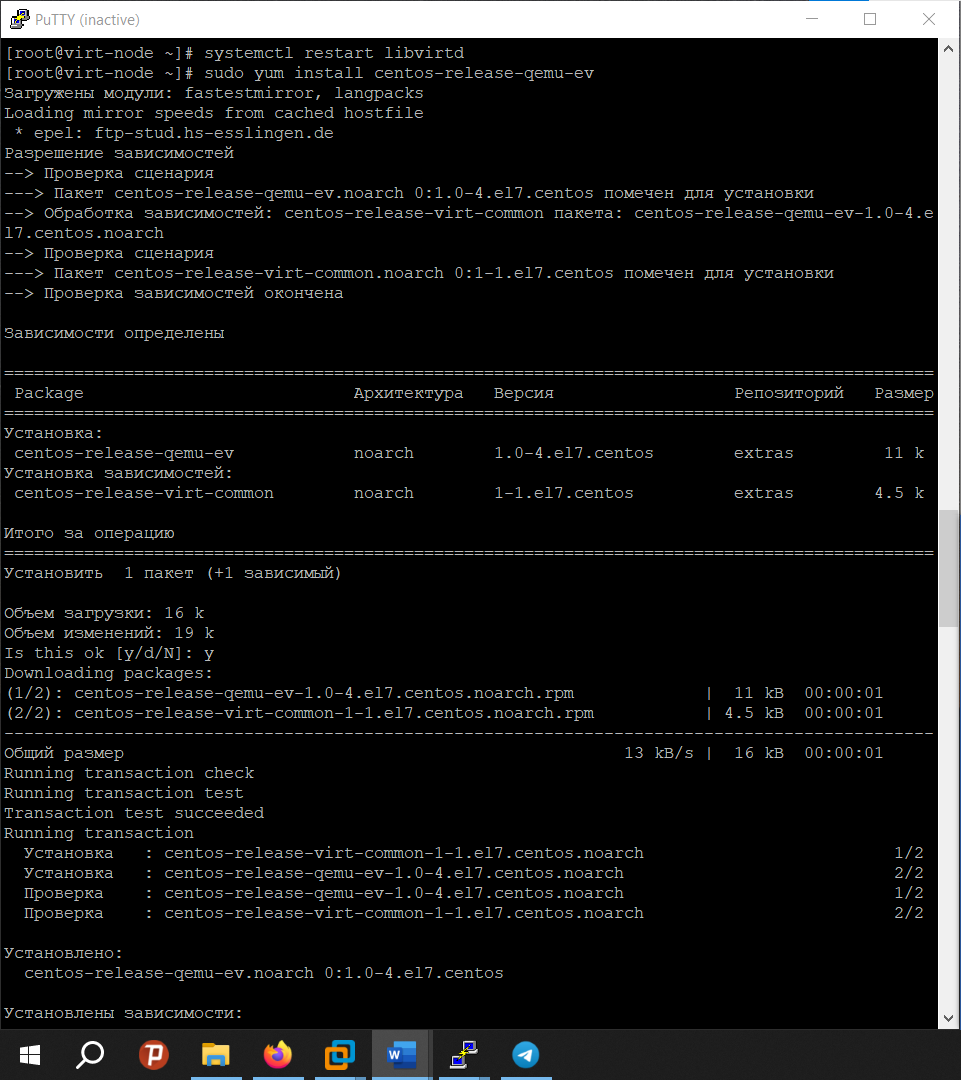 PuTTY (inactive)
[root@virt-node ~]# systemctl restart libvirtd
[root@virt-node ~]# sudo yum install centos-release-qemu-ev
Загружены модули: fastestmirror, langpacks
Loading mirror speeds from cached hostfile
 * epel: ftp-stud.hs-esslingen.de
Разрешение зависимостей
--> Проверка сценария
---> Пакет centos-release-qemu-ev.noarch 0:1.0-4.el7.centos помечен для установки
--> Обработка зависимостей: centos-release-virt-common пакета: centos-release-qemu-ev-1.0-4.e
l7.centos.noarch
--> Проверка сценария
---> Пакет centos-release-virt-common.noarch 0:1-1.el7.centos помечен для установки
--> Проверка зависимостей окончена
Зависимости определены
=============================================================================================
 Package                           Архитектура   Версия                  Репозиторий   Размер
=============================================================================================
Установка:
 centos-release-qemu-ev            noarch        1.0-4.el7.centos        extras         11 k
Установка зависимостей:
 centos-release-virt-common        noarch        1-1.el7.centos          extras        4.5 k
Итого за операцию
=============================================================================================
Установить  1 пакет (+1 зависимый)
Объем загрузки: 16 k
Объем изменений: 19 k
Is this ok [y/d/N]: y
Downloading packages:
(1/2): centos-release-qemu-ev-1.0-4.el7.centos.noarch.rpm             |  11 kB  00:00:01
(2/2): centos-release-virt-common-1-1.el7.centos.noarch.rpm           | 4.5 kB  00:00:01
---------------------------------------------------------------------------------------------
Общий размер                                                  13 kB/s |  16 kB  00:00:01
Running transaction check
Running transaction test
Transaction test succeeded
Running transaction
  Установка   : centos-release-virt-common-1-1.el7.centos.noarch                         1/2
  Установка   : centos-release-qemu-ev-1.0-4.el7.centos.noarch                           2/2
  Проверка    : centos-release-qemu-ev-1.0-4.el7.centos.noarch                           1/2
  Проверка    : centos-release-virt-common-1-1.el7.centos.noarch                         2/2
Установлено:
  centos-release-qemu-ev.noarch 0:1.0-4.el7.centos
Установлены зависимости: